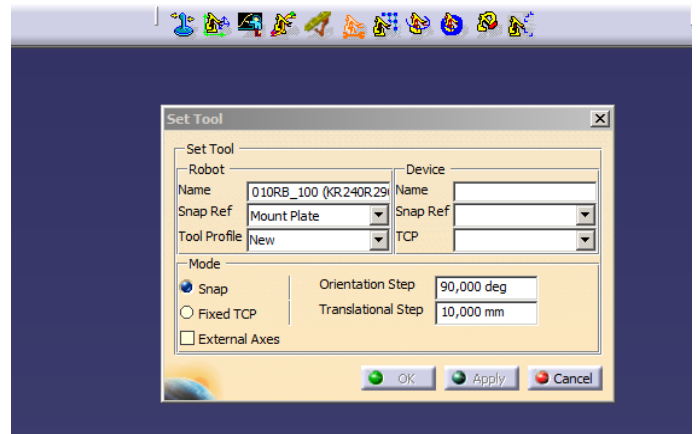 Set Tool
Set Tool
Robot
Device
Name 010RB_100 (KR240R29 Name
Snap Ref Mount Plate Snap Ref
Tool Profile New TCP
Mode
Snap Orientation Step 90,000 deg
Fixed TCP Translational Step 10,000 mm
External Axes
OK Apply Cancel